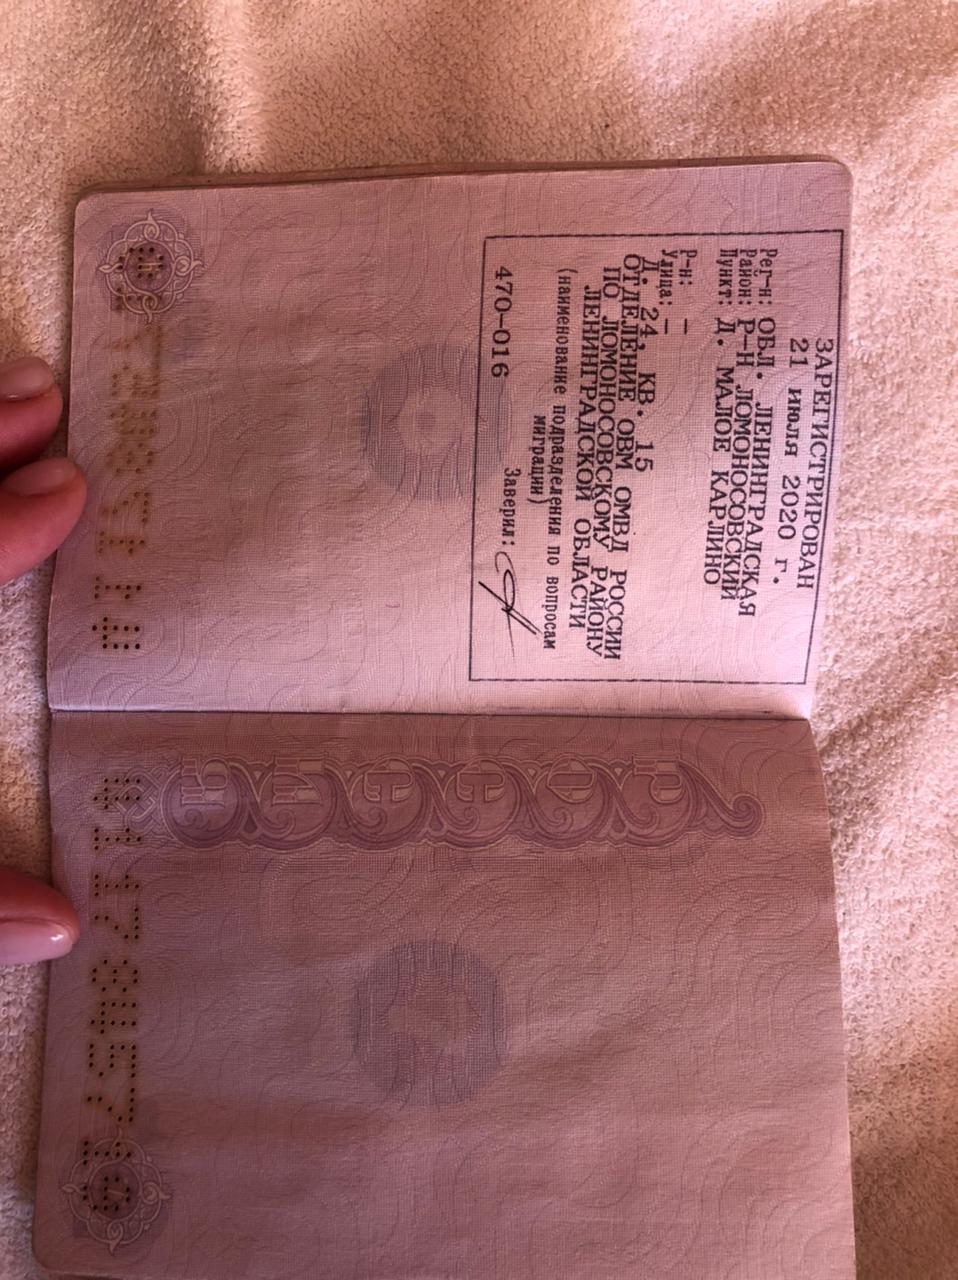 ЗАРЕГИСТРИРОВАН
21 июля 2020 г.
Рег-н: ОБЛ. ЛЕНИНГРАДСКАЯ
Район: Р-Н ЛОМОНОСОВСКИЙ
Пункт: Д. МАЛОЕ КАРЛИНО
Р-н: –
Улица: –
Д. 24, КВ. 15
ОТДЕЛЕНИЕ ОВМ ОМВД РОССИИ
ПО ЛОМОНОСОВСКОМУ РАЙОНУ
ЛЕНИНГРАДСКОЙ ОБЛАСТИ
(наименование подразделения по вопросам
миграции)
470-016 Заверил:
РОССИЯ